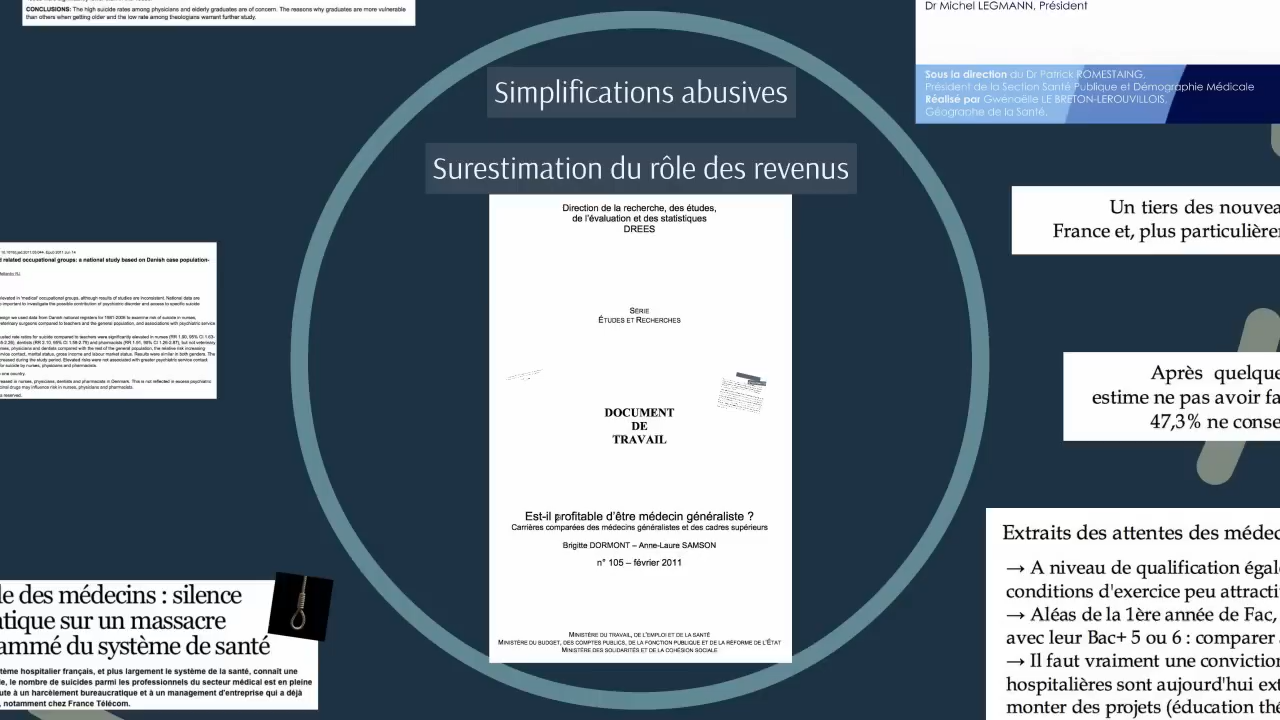 CONCLUSIONS: The high suicide rates among physicians and elderly graduates are of concern. The reasons why graduates are more vulnerable
than others when getting older and the low rate among theologians warrant further study.
Dr Michel LEGMANN, Président
Sous la direction du Dr Patrick ROMESTAING,
Président de la Section Santé Publique et Démographie Médicale
Réalisé par Gwénaëlle LE BRETON-LEROUVILLOIS,
Géographe de la Santé.
Simplifications abusives
Surestimation du rôle des revenus
Direction de la recherche, des études,
de l'évaluation et des statistiques
DREES
SÉRIE
ÉTUDES ET RECHERCHES
DOCUMENT
DE
TRAVAIL
Est-il profitable d'être médecin généraliste ?
Carrières comparées des médecins généralistes et des cadres supérieurs
Brigitte DORMONT – Anne-Laure SAMSON
n° 105 – février 2011
MINISTÈRE DU TRAVAIL, DE L'EMPLOI ET DE LA SANTÉ
MINISTÈRE DU BUDGET, DES COMPTES PUBLICS, DE LA FONCTION PUBLIQUE ET DE LA RÉFORME DE L'ÉTAT
MINISTÈRE DES SOLIDARITÉS ET DE LA COHÉSION SOCIALE
related occupational groups: a national study based on Danish case population-
le des médecins : silence
tique sur un massacre
ammé du système de santé
tème hospitalier français, et plus largement le système de la santé, connaît une
le, le nombre de suicides parmi les professionnels du secteur médical est en pleine
ute à un harcèlement bureaucratique et à un management d'entreprise qui a déjà
, notamment chez France Télécom.
Un tiers des nouvea
France et, plus particulièrer
Après quelque
estime ne pas avoir fa
47,3% ne conse
Extraits des attentes des médec
→ A niveau de qualification égal
conditions d'exercice peu attracti
→ Aléas de la 1ère année de Fac,
avec leur Bac+ 5 ou 6 : comparer
→ Il faut vraiment une conviction
hospitalières sont aujourd'hui ext
monter des projets (éducation thé